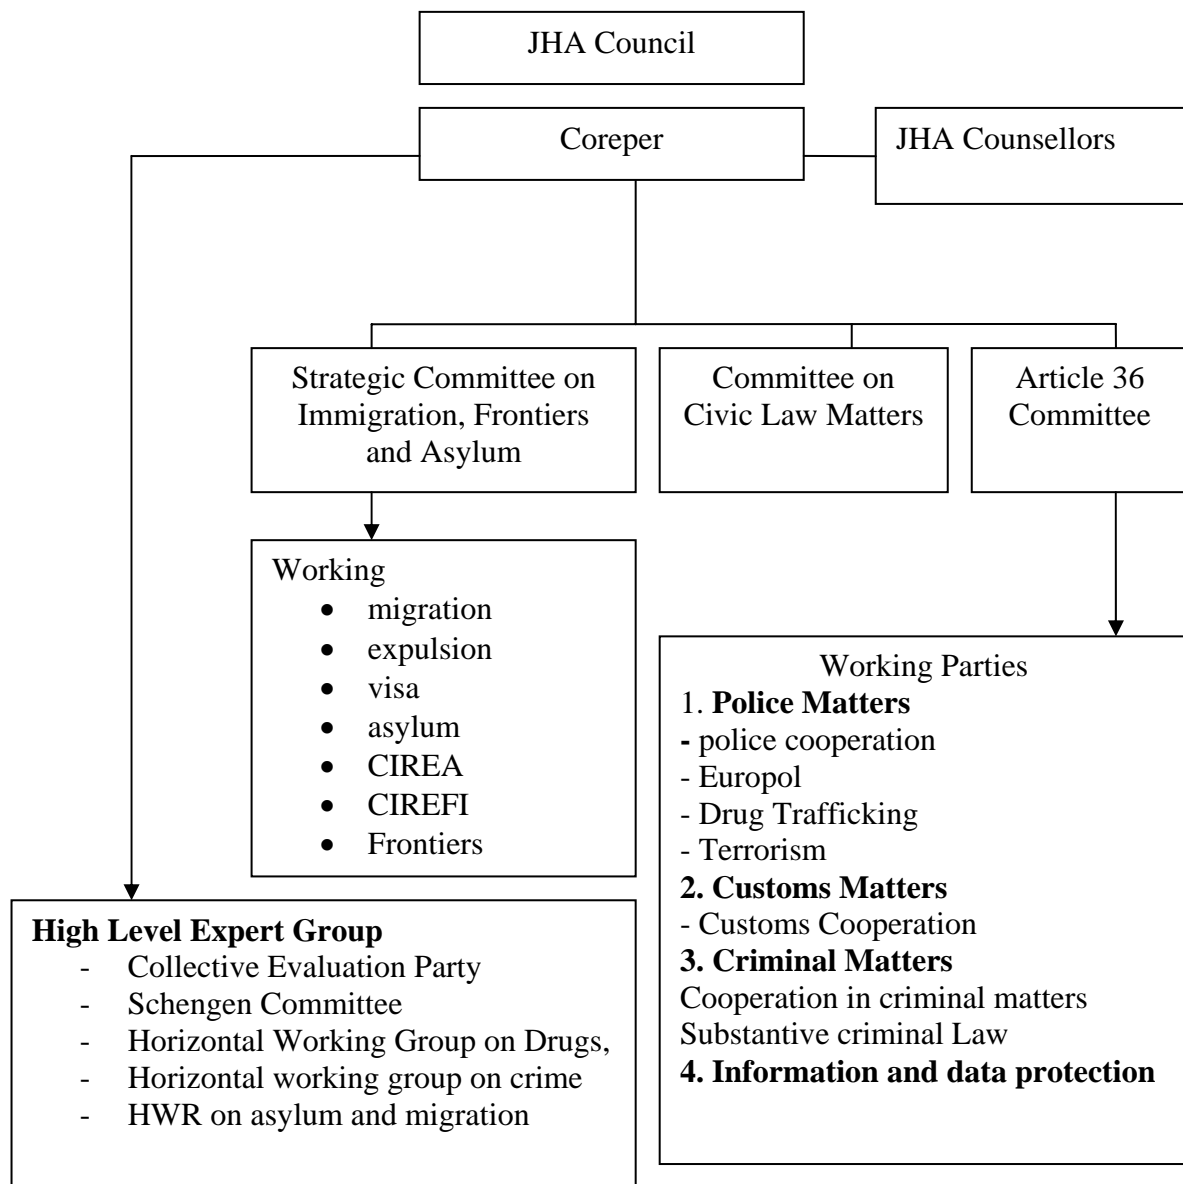 JHA Council
Coreper
JHA Counsellors
Strategic Committee on
Immigration, Frontiers
and Asylum
Committee on
Civic Law Matters
Article 36
Committee
Working
• migration
• expulsion
• visa
• asylum
• CIREA
• CIREFI
• Frontiers
Working Parties
1. Police Matters
- police cooperation
- Europol
- Drug Trafficking
- Terrorism
2. Customs Matters
- Customs Cooperation
3. Criminal Matters
Cooperation in criminal matters
Substantive criminal Law
4. Information and data protection
High Level Expert Group
- Collective Evaluation Party
- Schengen Committee
- Horizontal Working Group on Drugs,
- Horizontal working group on crime
- HWR on asylum and migration